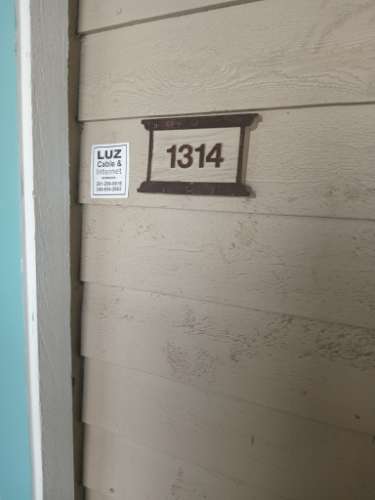 LUZ
Cable &
Internet
1314